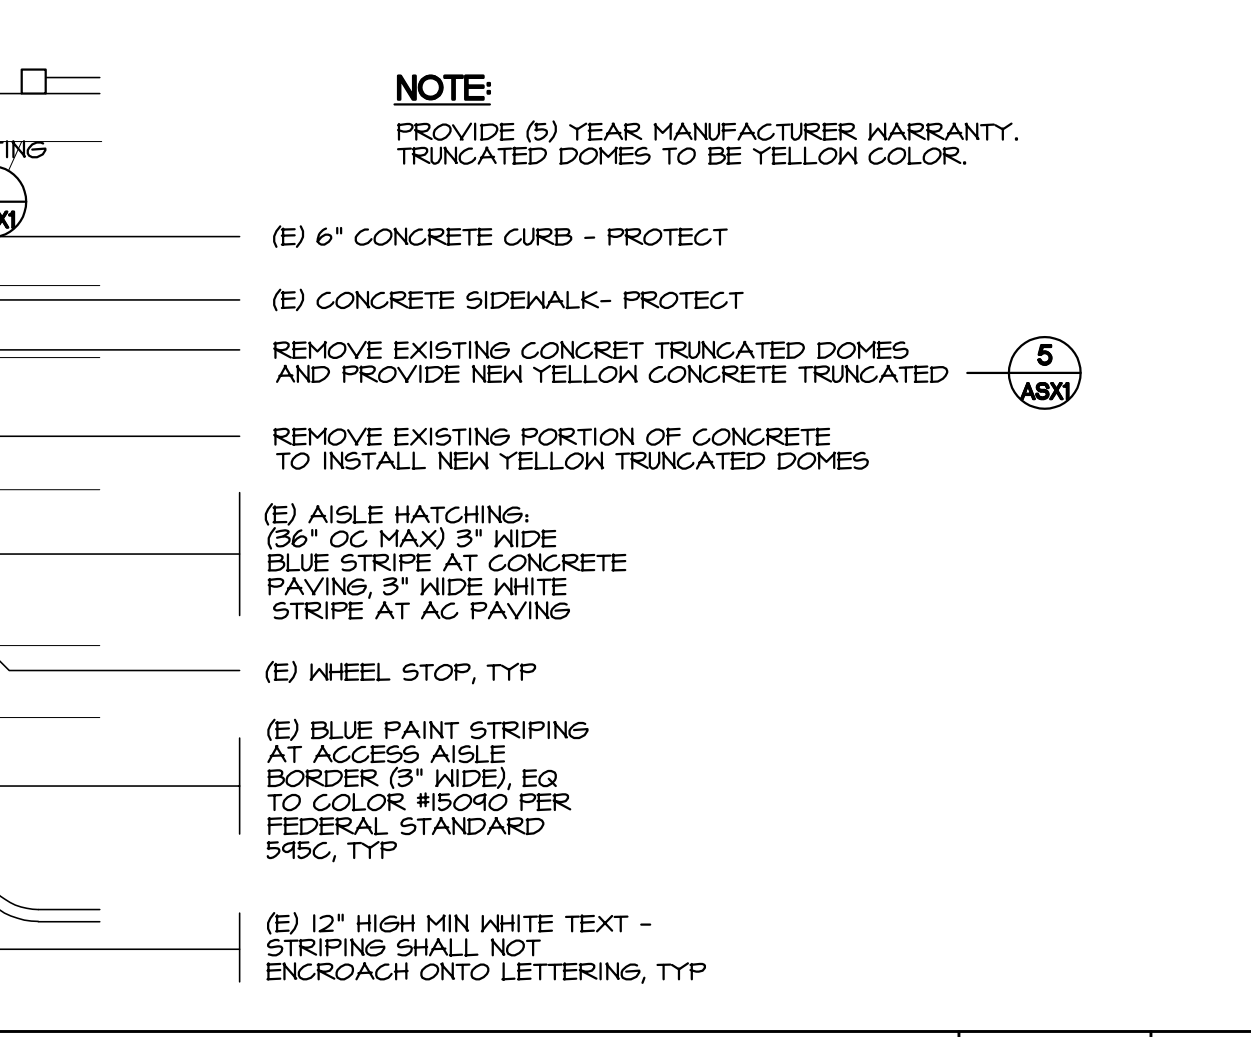 NOTE:
PROVIDE (5) YEAR MANUFACTURER WARRANTY.
TRUNCATED DOMES TO BE YELLOW COLOR.
(E) 6" CONCRETE CURB - PROTECT
(E) CONCRETE SIDEWALK- PROTECT
REMOVE EXISTING CONCRET TRUNCATED DOMES
AND PROVIDE NEW YELLOW CONCRETE TRUNCATED
5
ASX1
REMOVE EXISTING PORTION OF CONCRETE
TO INSTALL NEW YELLOW TRUNCATED DOMES
(E) AISLE HATCHING:
(36" OC MAX) 3" WIDE
BLUE STRIPE AT CONCRETE
PAVING, 3" WIDE WHITE
STRIPE AT AC PAVING
(E) WHEEL STOP, TYP
(E) BLUE PAINT STRIPING
AT ACCESS AISLE
BORDER (3" WIDE), EQ
TO COLOR #15090 PER
FEDERAL STANDARD
595C, TYP
(E) 12" HIGH MIN WHITE TEXT -
STRIPING SHALL NOT
ENCROACH ONTO LETTERING, TYP